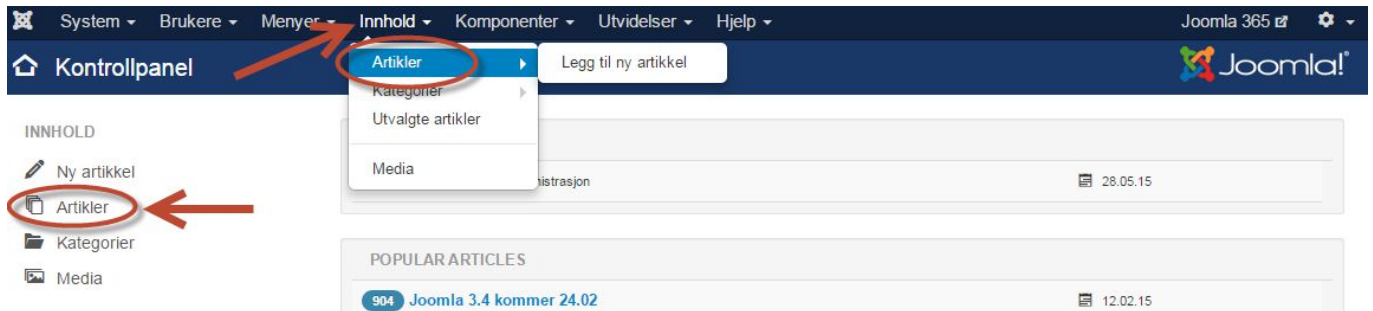 System Brukere Menyer Innhold Komponenter Utvidelser Hjelp Joomla 365
Kontrollpanel Joomla!®
Artikler Legg til ny artikkel
Kategorier
Utvalgte artikler
Media
INNHOLD
Ny artikkel
Artikler
Kategorier
Media
28.05.15
POPULAR ARTICLES
904 Joomla 3.4 kommer 24.02 12.02.15